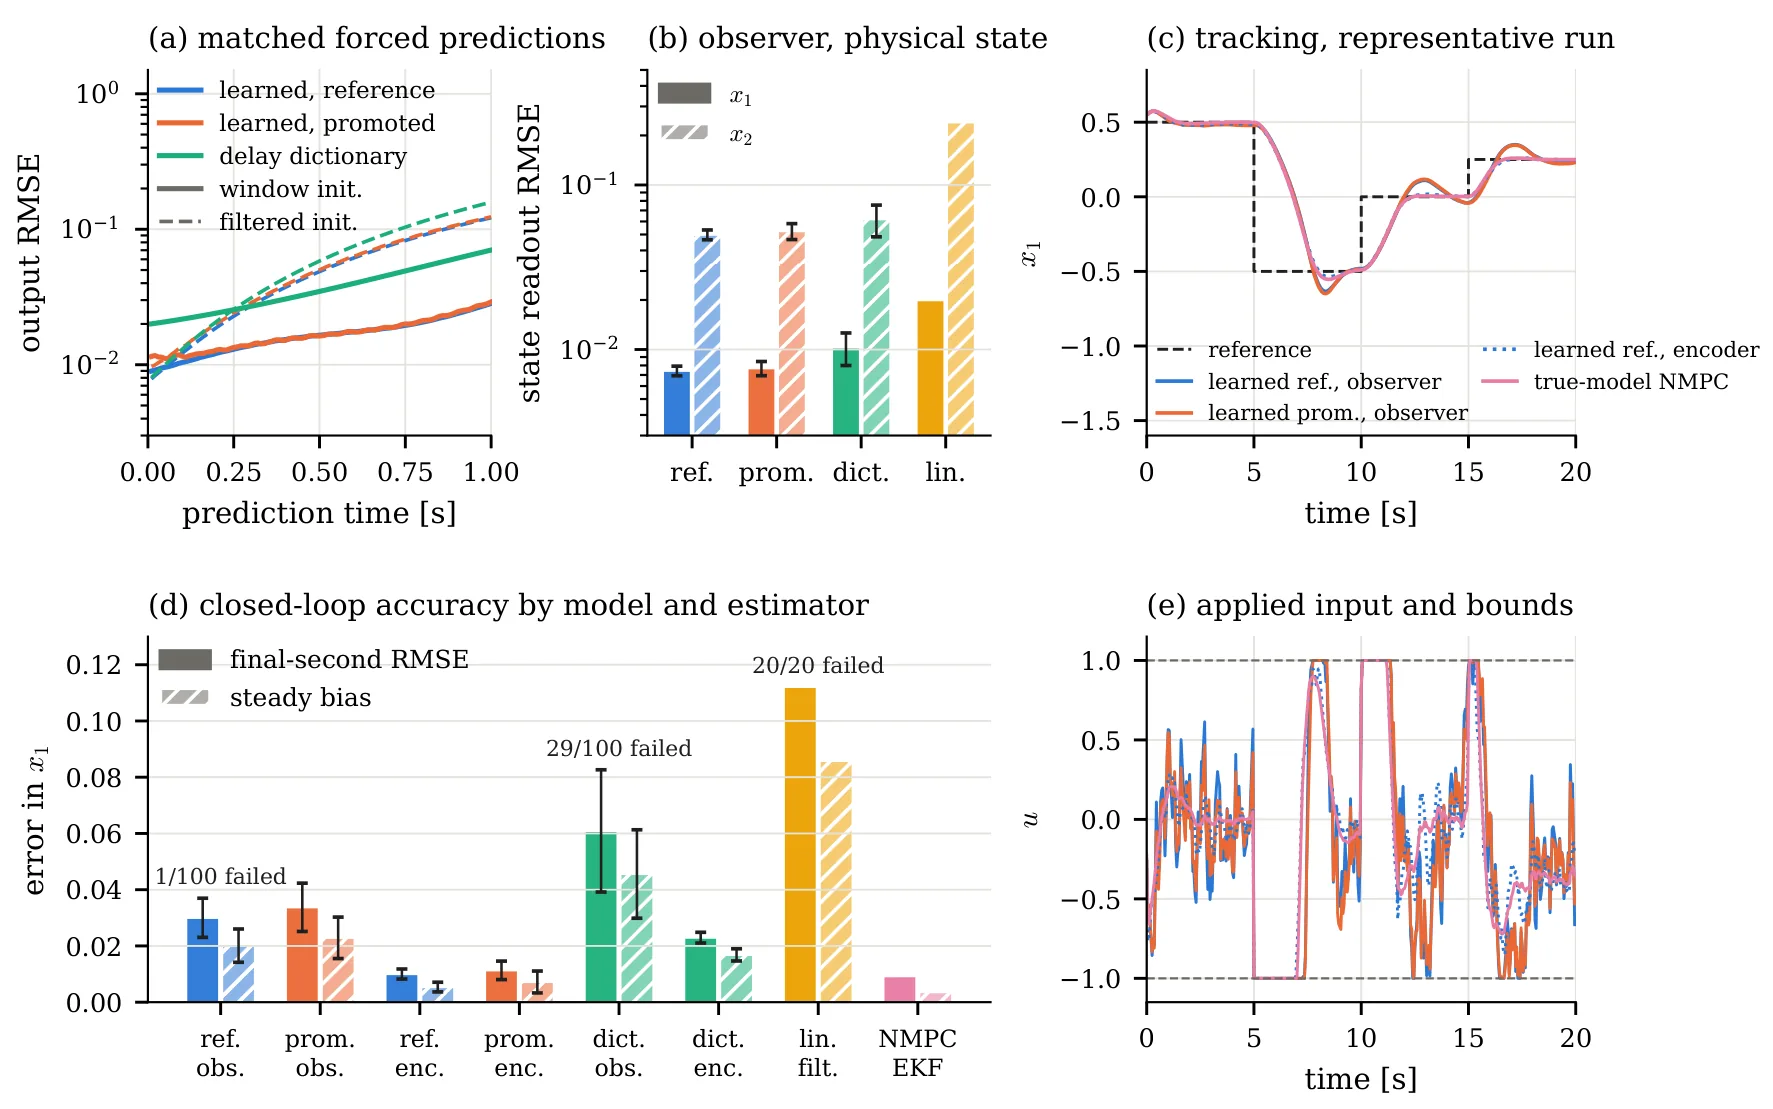 (a) matched forced predictions
output RMSE
10⁰
10⁻¹
10⁻²
learned, reference
learned, promoted
delay dictionary
window init.
filtered init.
0.00 0.25 0.50 0.75 1.00
prediction time [s]
(b) observer, physical state
state readout RMSE
10⁻¹
10⁻²
x₁
x₂
ref. prom. dict. lin.
(c) tracking, representative run
x₁
0.5
0.0
−0.5
−1.0
−1.5
reference
learned ref., observer
learned prom., observer
learned ref., encoder
true-model NMPC
0 5 10 15 20
time [s]
(d) closed-loop accuracy by model and estimator
error in x₁
0.12
0.10
0.08
0.06
0.04
0.02
0.00
final-second RMSE
steady bias
1/100 failed
29/100 failed
20/20 failed
ref. prom. ref. prom. dict. dict. lin. NMPC
obs. obs. enc. enc. obs. enc. filt. EKF
(e) applied input and bounds
u
1.0
0.5
0.0
−0.5
−1.0
0 5 10 15 20
time [s]